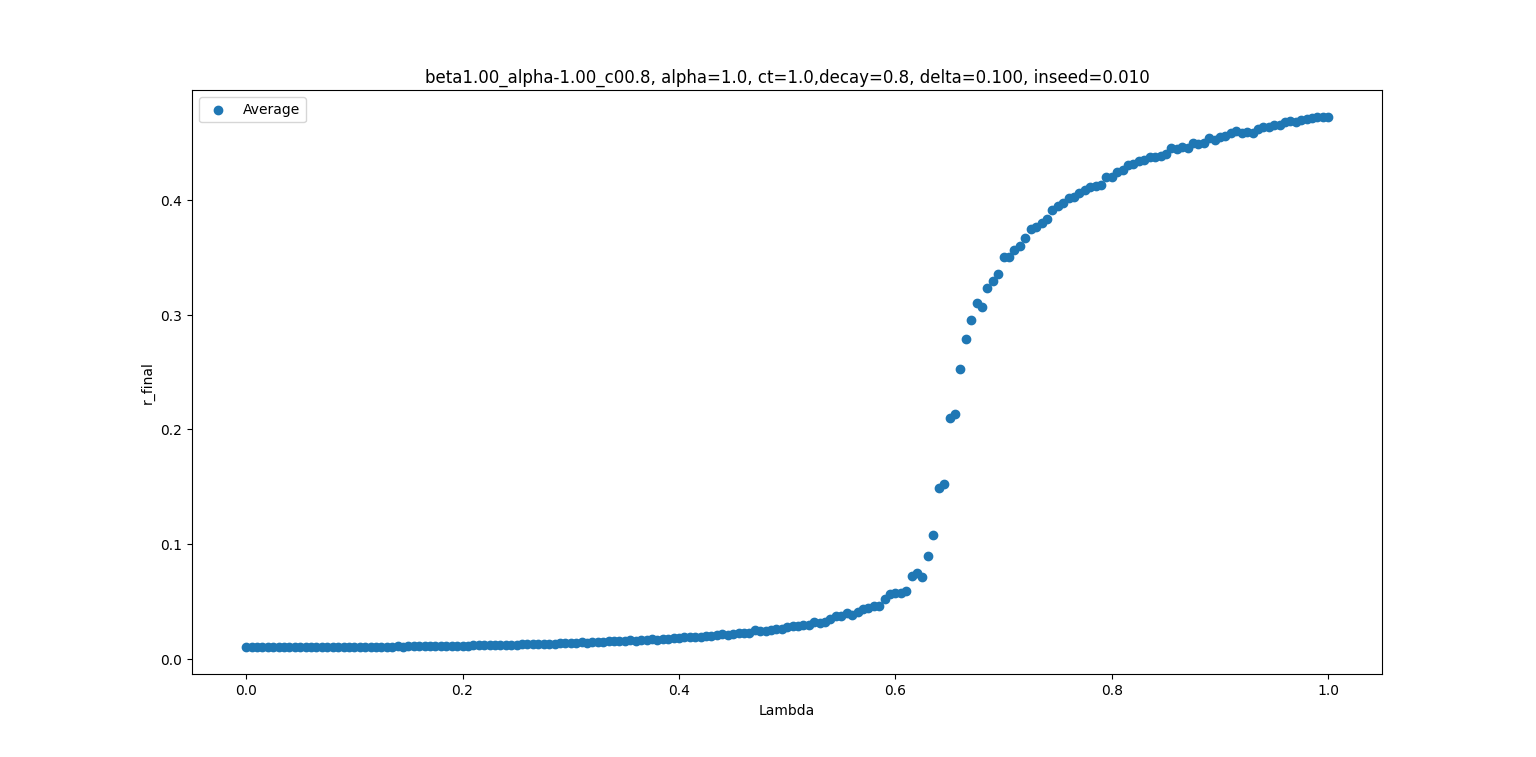 beta1.00_alpha-1.00_c00.8, alpha=1.0, ct=1.0,decay=0.8, delta=0.100, inseed=0.010
Average
r_final
0.4
0.3
0.2
0.1
0.0
0.0 0.2 0.4 0.6 0.8 1.0
Lambda